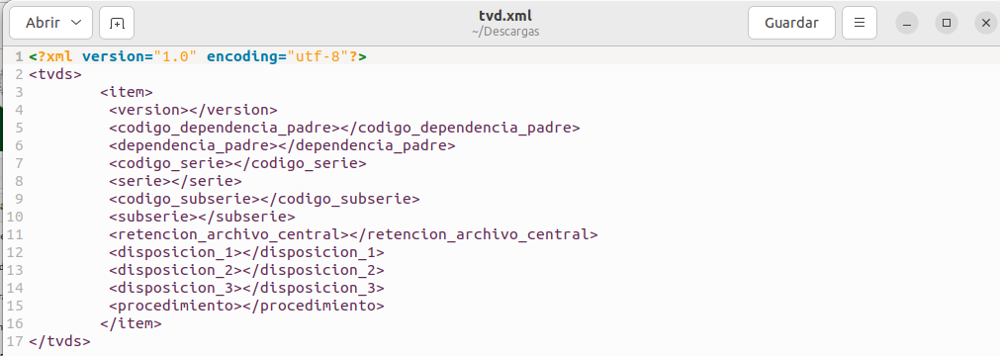 Abrir
tvd.xml
~/Descargas
Guardar
1 <?xml version="1.0" encoding="utf-8"?>
2 <tvds>
3 <item>
4 <version></version>
5 <codigo_dependencia_padre></codigo_dependencia_padre>
6 <dependencia_padre></dependencia_padre>
7 <codigo_serie></codigo_serie>
8 <serie></serie>
9 <codigo_subserie></codigo_subserie>
10 <subserie></subserie>
11 <retencion_archivo_central></retencion_archivo_central>
12 <disposicion_1></disposicion_1>
13 <disposicion_2></disposicion_2>
14 <disposicion_3></disposicion_3>
15 <procedimiento></procedimiento>
16 </item>
17 </tvds>